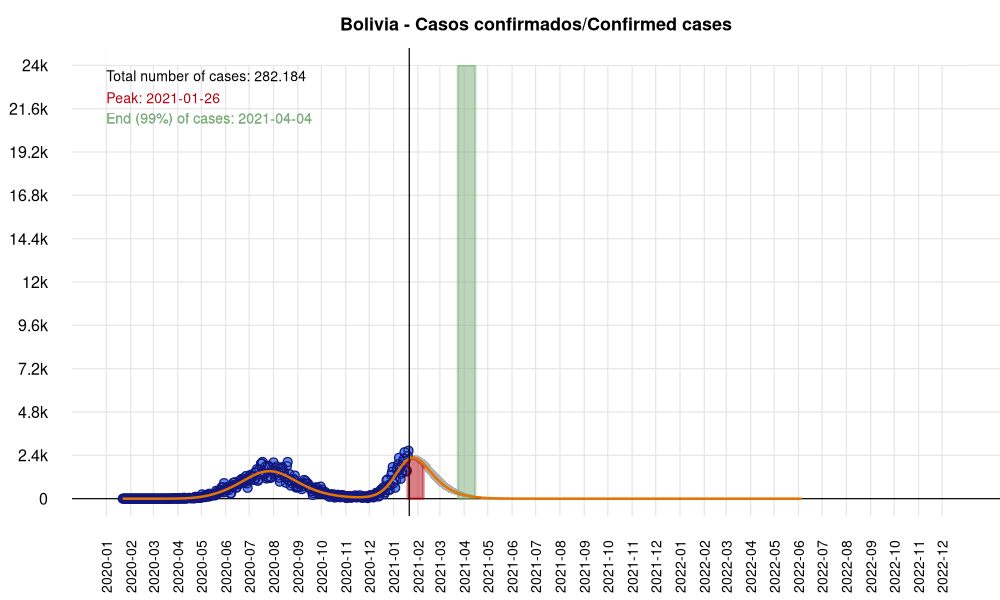 Bolivia - Casos confirmados/Confirmed cases
Total number of cases: 282.184
Peak: 2021-01-26
End (99%) of cases: 2021-04-04
24k
21.6k
19.2k
16.8k
14.4k
12k
9.6k
7.2k
4.8k
2.4k
0
2020-01
2020-02
2020-03
2020-04
2020-05
2020-06
2020-07
2020-08
2020-09
2020-10
2020-11
2020-12
2021-01
2021-02
2021-03
2021-04
2021-05
2021-06
2021-07
2021-08
2021-09
2021-10
2021-11
2021-12
2022-01
2022-02
2022-03
2022-04
2022-05
2022-06
2022-07
2022-08
2022-09
2022-10
2022-11
2022-12